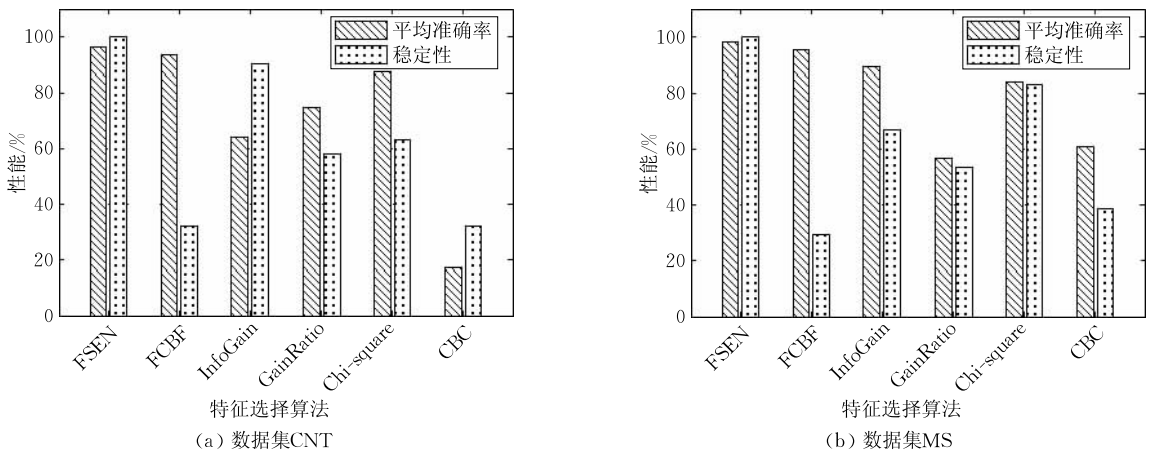 100
80
60
40
20
0
性能/%
平均准确率
稳定性
FSEN
FCBF
InfoGain
GainRatio
Chi-square
CBC
特征选择算法
(a) 数据集CNT
100
80
60
40
20
0
性能/%
平均准确率
稳定性
FSEN
FCBF
InfoGain
GainRatio
Chi-square
CBC
特征选择算法
(b) 数据集MS